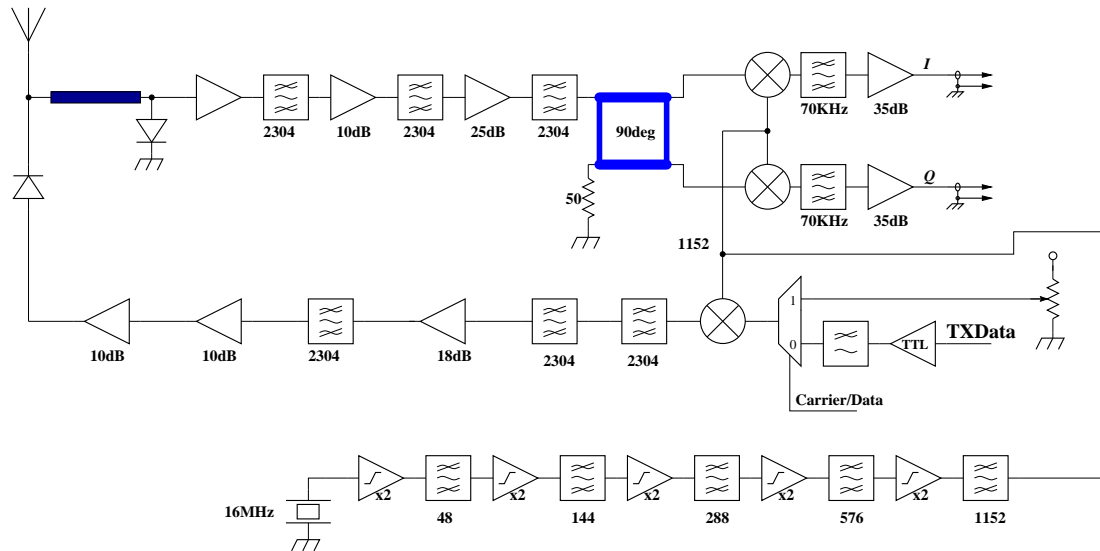 I
70KHz
35dB
2304
10dB
2304
25dB
2304
90deg
Q
50
70KHz
35dB
1152
1
10dB
10dB
2304
18dB
2304
2304
0
TTL
TXData
Carrier/Data
16MHz
x2
48
x2
144
x2
288
x2
576
x2
1152